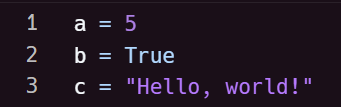 1 a = 5
2 b = True
3 c = "Hello, world!"